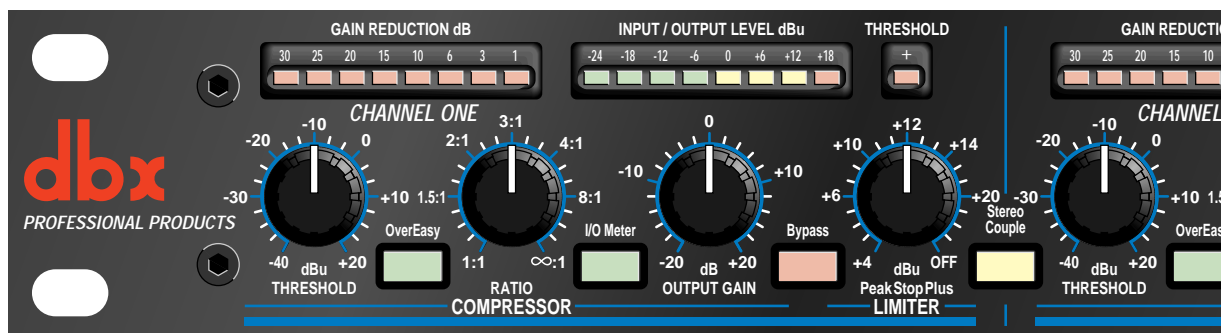 GAIN REDUCTION dB INPUT / OUTPUT LEVEL dBu THRESHOLD GAIN REDUCTIO
30 25 20 15 10 6 3 1 -24 -18 -12 -6 0 +6 +12 +18 + 30 25 20 15 10
CHANNEL ONE CHANNEL
-40 -30 -20 -10 0 +10 +20
dBu
THRESHOLD
OverEasy
1:1 1.5:1 2:1 3:1 4:1 8:1 ∞:1
RATIO
I/O Meter
-20 -10 0 +10 +20
dB
OUTPUT GAIN
Bypass
+4 +6 +10 +12 +14 +20 OFF
dBu
PeakStopPlus
Stereo
Couple
-40 -30 -20 -10 0 +10 +20
dBu
THRESHOLD
1.5
OverEas
dbx
PROFESSIONAL PRODUCTS
COMPRESSOR
LIMITER